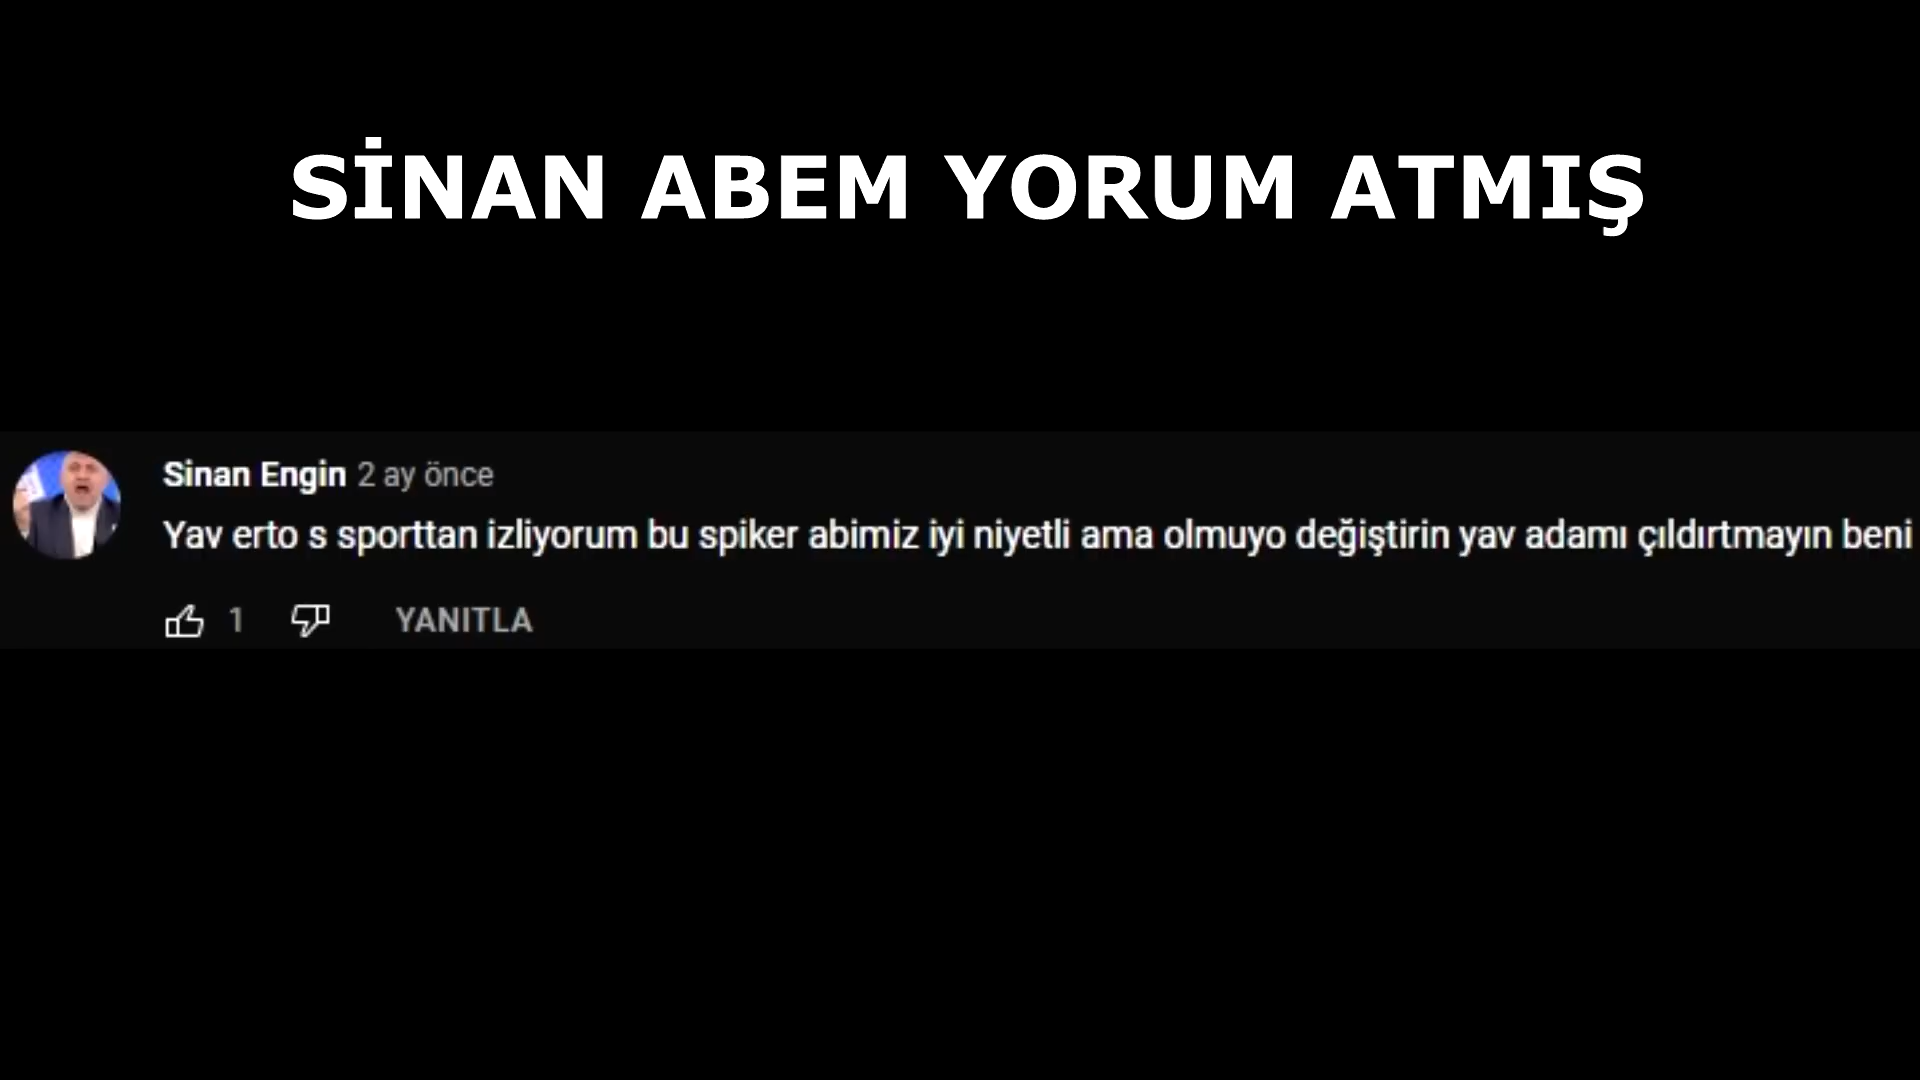 SİNAN ABEM YORUM ATMIŞ
Sinan Engin 2 ay önce
Yav erto s sporttan izliyorum bu spiker abimiz iyi niyetli ama olmuyo değiştirin yav adamı çıldırtmayın beni
1 YANITLA